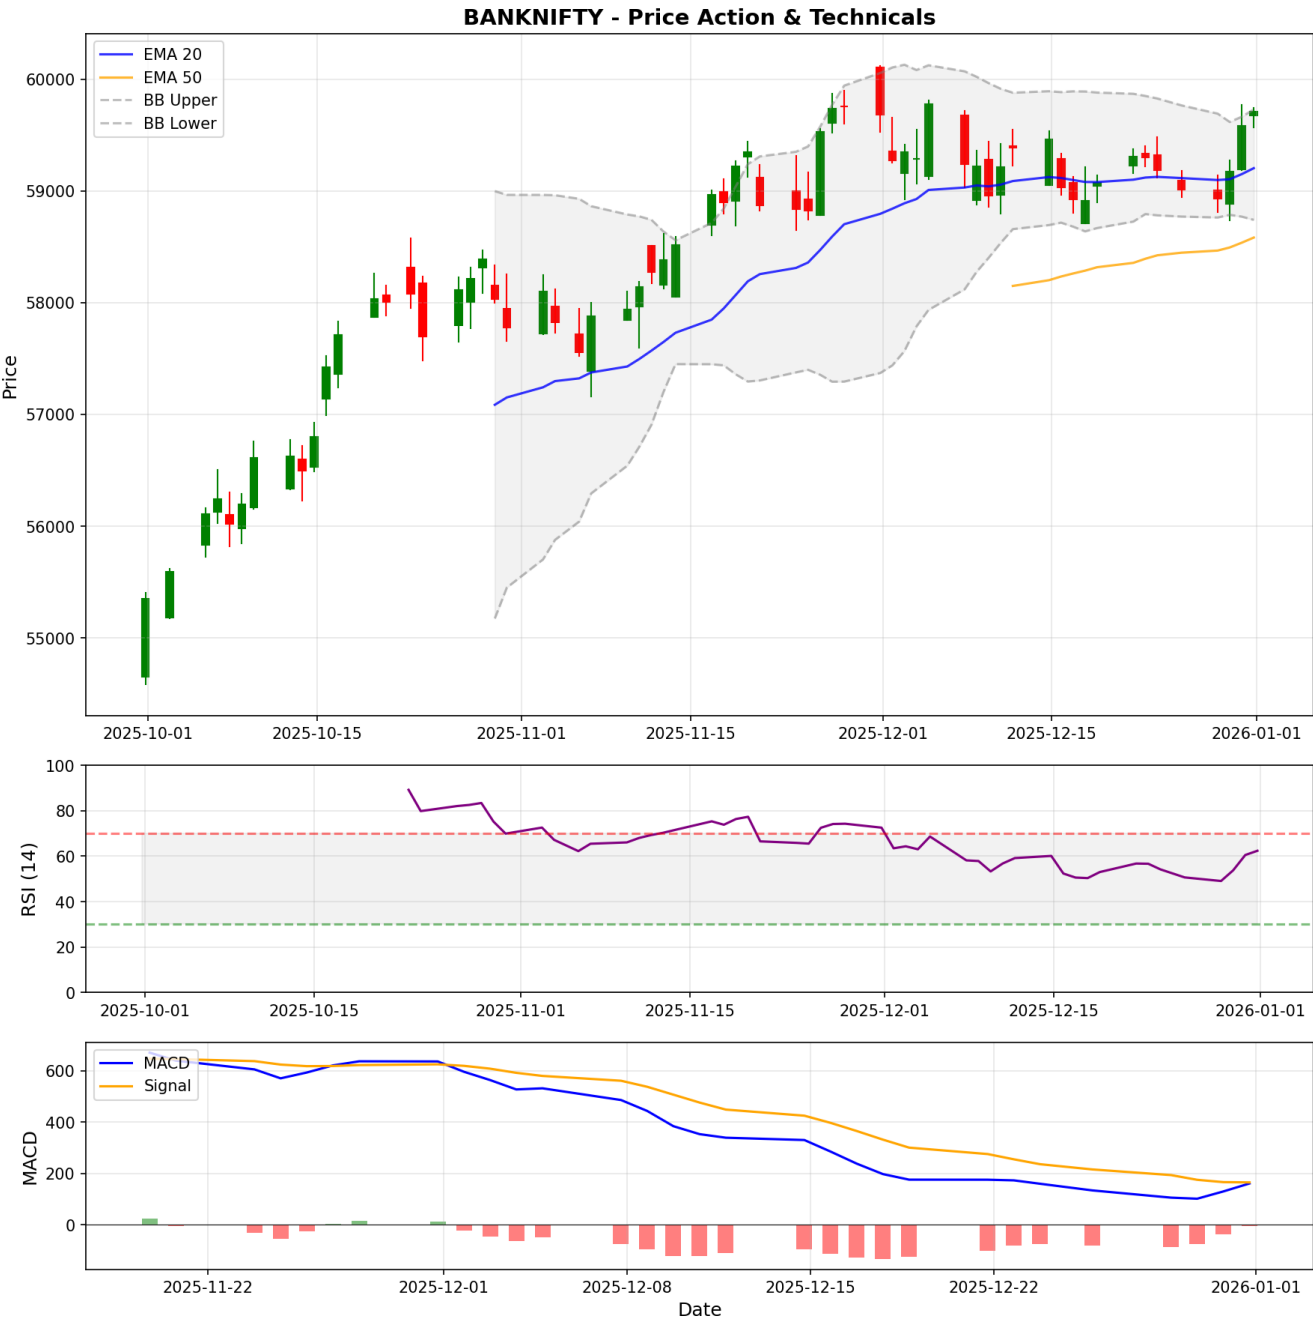 BANKNIFTY - Price Action & Technicals
EMA 20
EMA 50
BB Upper
BB Lower
Price
60000
59000
58000
57000
56000
55000
2025-10-01 2025-10-15 2025-11-01 2025-11-15 2025-12-01 2025-12-15 2026-01-01
RSI (14)
100
80
60
40
20
0
2025-10-01 2025-10-15 2025-11-01 2025-11-15 2025-12-01 2025-12-15 2026-01-01
MACD
Signal
MACD
600
400
200
0
2025-11-22 2025-12-01 2025-12-08 2025-12-15 2025-12-22 2026-01-01
Date